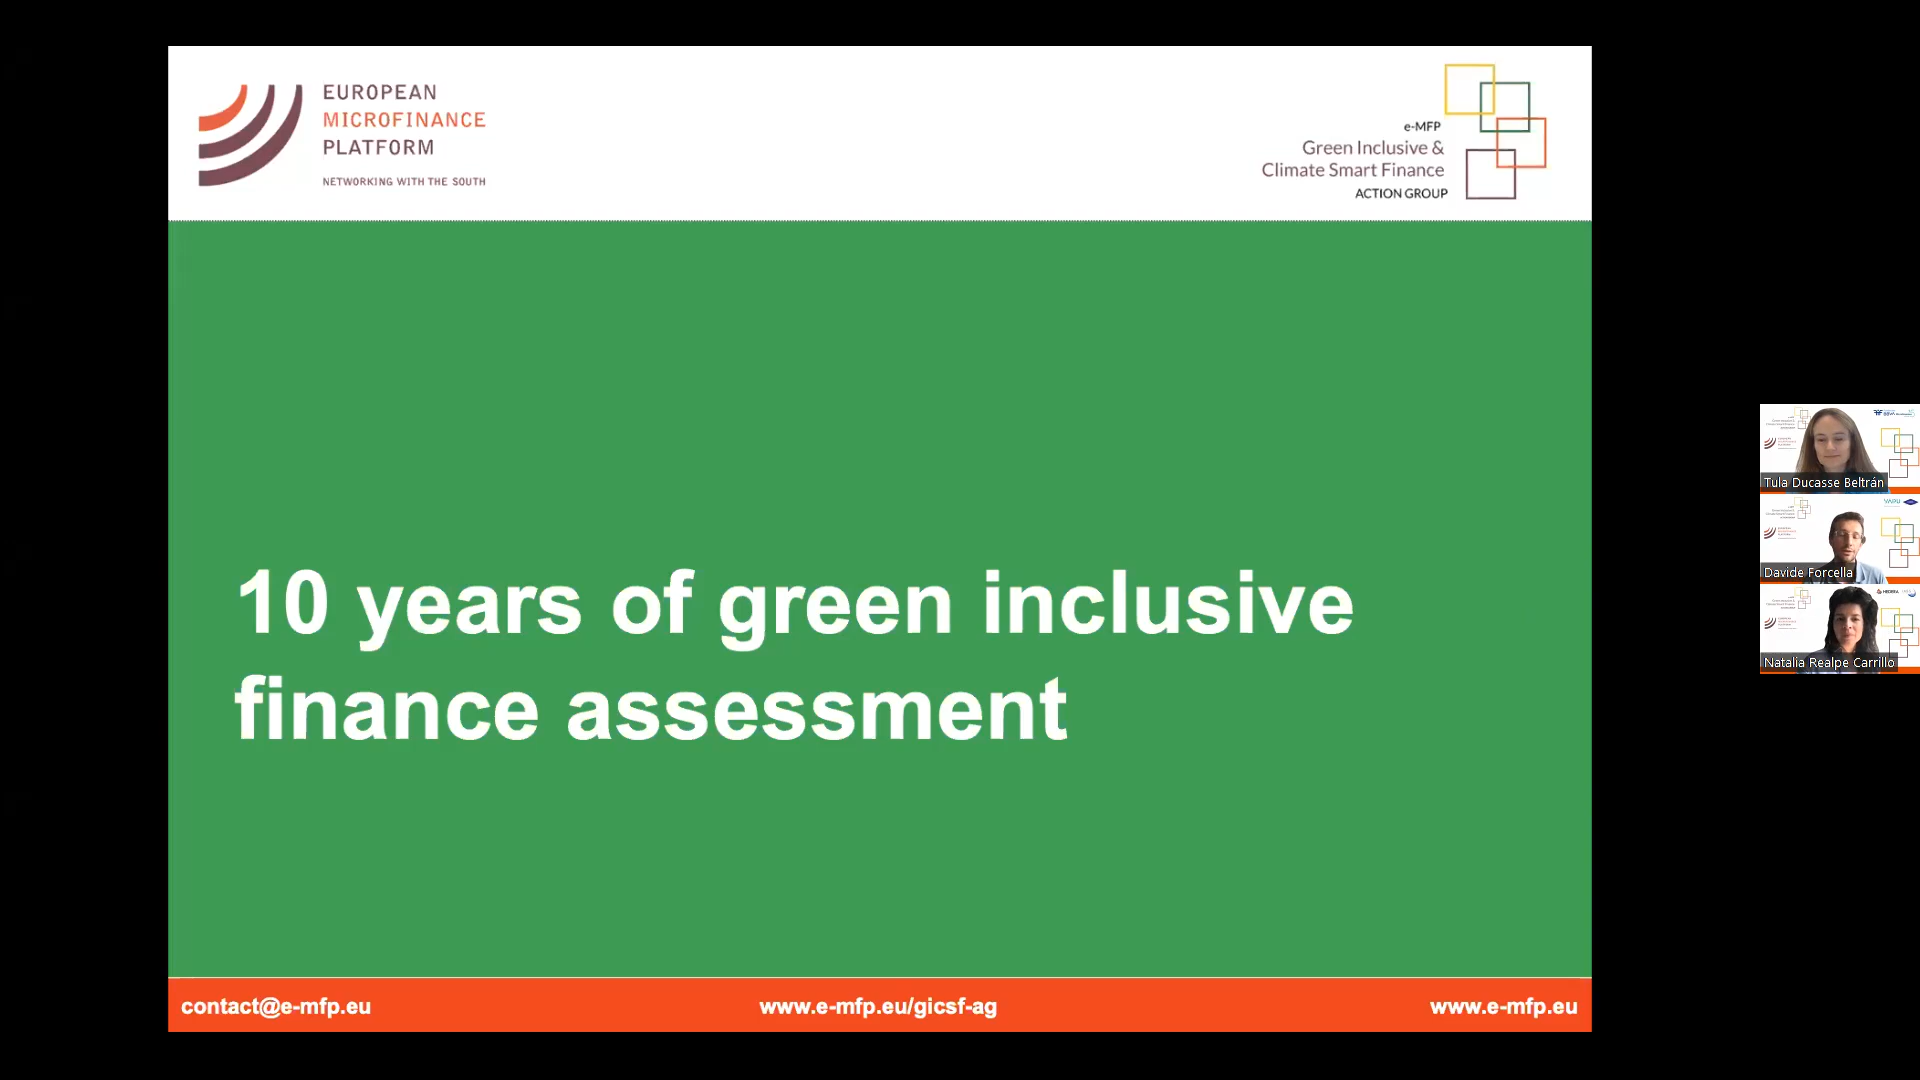 EUROPEAN
MICROFINANCE
PLATFORM
NETWORKING WITH THE SOUTH
e-MFP
Green Inclusive &
Climate Smart Finance
ACTION GROUP
10 years of green inclusive
finance assessment
contact@e-mfp.eu
www.e-mfp.eu/gicsf-ag
www.e-mfp.eu
Tula Ducasse Beltrán
Davide Forcella
Natalia Realpe Carrillo